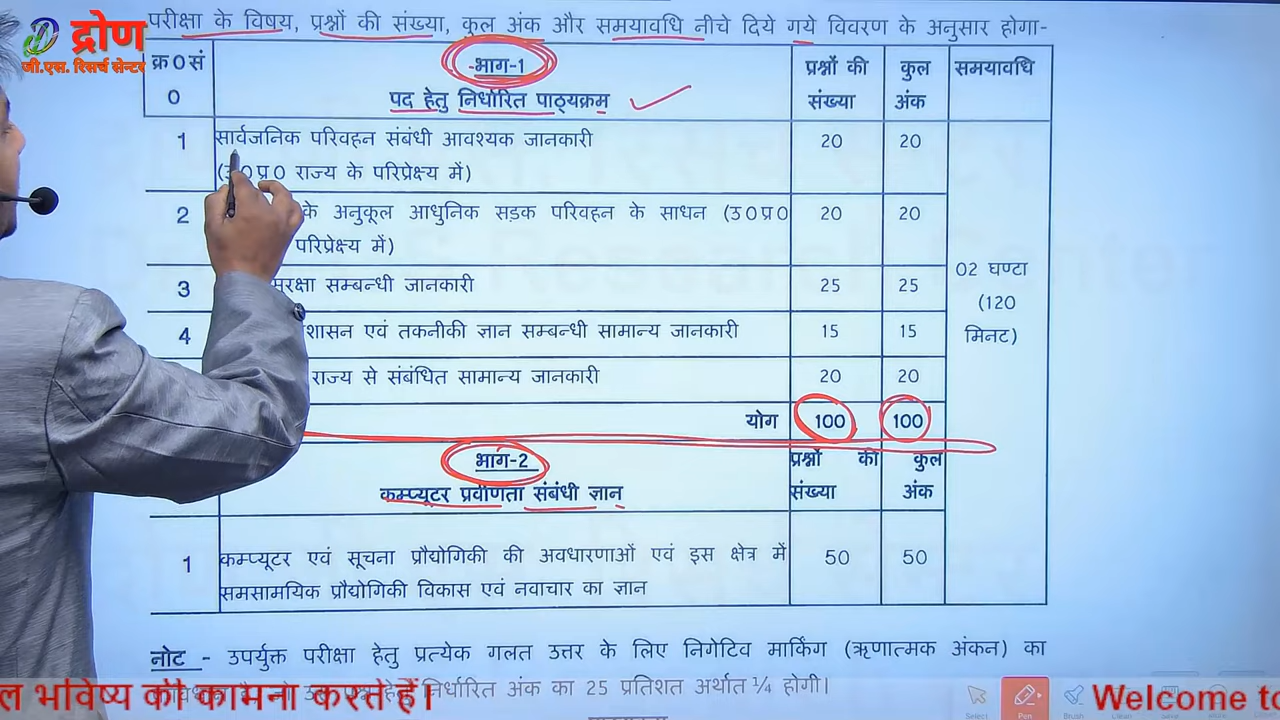 परीक्षा के विषय, प्रश्नों की संख्या, कुल अंक और समयावधि नीचे दिये गये विवरण के अनुसार होगा-
द्रोण
जी.एस. रिसर्च सेन्टर
क्र0सं0
भाग-1
पद हेतु निर्धारित पाठ्यक्रम
प्रश्नों की संख्या
कुल अंक
समयावधि
1 सार्वजनिक परिवहन संबंधी आवश्यक जानकारी 20 20
(उ0प्र0 राज्य के परिप्रेक्ष्य में)
2 के अनुकूल आधुनिक सड़क परिवहन के साधन (उ0प्र0 20 20
परिप्रेक्ष्य में)
02 घण्टा
(120
मिनट)
3 सम्बन्धी जानकारी 25 25
4 एवं तकनीकी ज्ञान सम्बन्धी सामान्य जानकारी 15 15
राज्य से संबंधित सामान्य जानकारी 20 20
योग 100 100
भाग-2
कम्प्यूटर प्रवीणता संबंधी ज्ञान
प्रश्नों की संख्या
कुल अंक
1 कम्प्यूटर एवं सूचना प्रौद्योगिकी की अवधारणाओं एवं इस क्षेत्र में 50 50
समसामयिक प्रौद्योगिकी विकास एवं नवाचार का ज्ञान
नोट - उपर्युक्त परीक्षा हेतु प्रत्येक गलत उत्तर के लिए निगेटिव मार्किंग (ऋणात्मक अंकन) का
निर्धारित अंक का 25 प्रतिशत अर्थात ¼ होगी।
ल भविष्य की कामना करते हैं।
Welcome to
Select
Pen
Brush